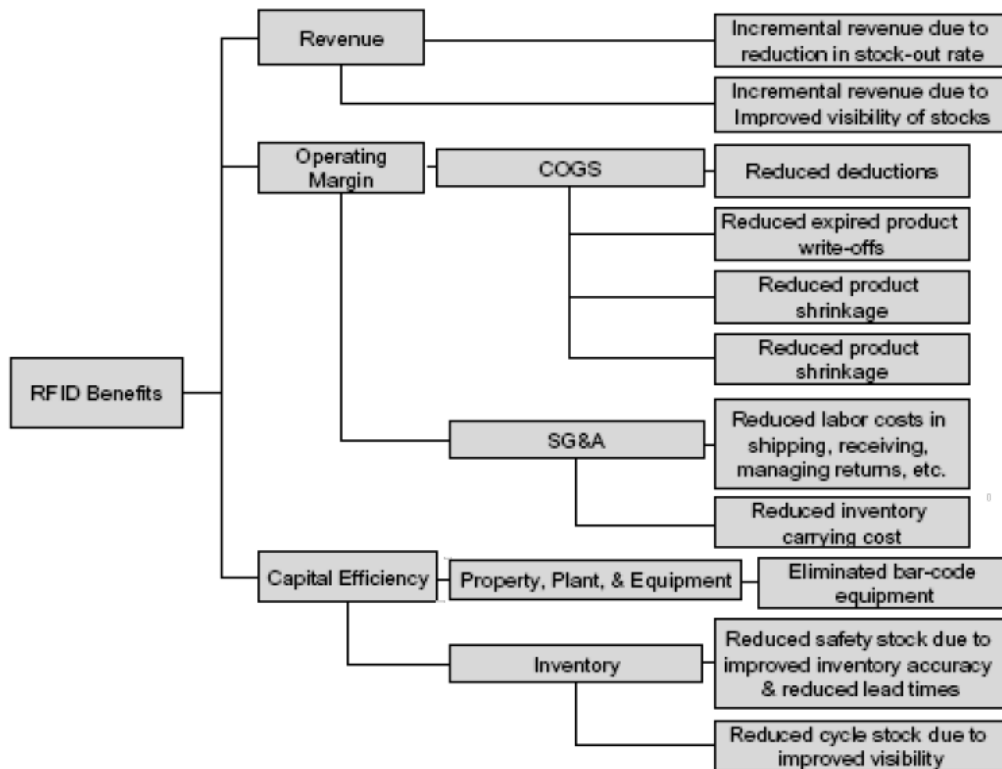 Revenue
Incremental revenue due to
reduction in stock-out rate
Incremental revenue due to
Improved visibility of stocks
Operating
Margin
COGS
Reduced deductions
Reduced expired product
write-offs
Reduced product
shrinkage
Reduced product
shrinkage
RFID Benefits
SG&A
Reduced labor costs in
shipping, receiving,
managing returns, etc.
Reduced inventory
carrying cost
Capital Efficiency
Property, Plant, & Equipment
Eliminated bar-code
equipment
Inventory
Reduced safety stock due to
improved inventory accuracy
& reduced lead times
Reduced cycle stock due to
improved visibility